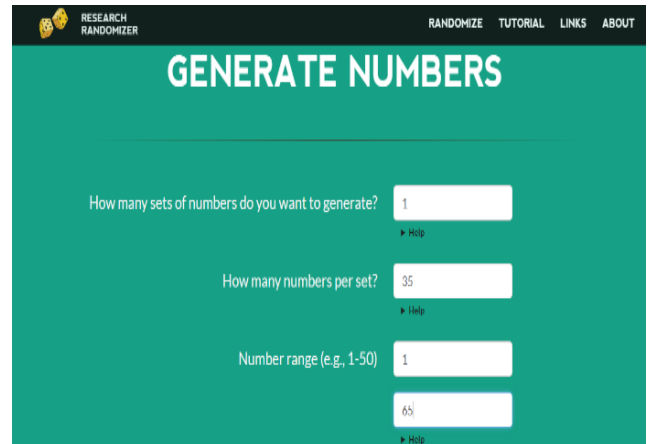 RESEARCH
RANDOMIZER
RANDOMIZE TUTORIAL LINKS ABOUT
GENERATE NUMBERS
How many sets of numbers do you want to generate? 1
▸ Help
How many numbers per set? 35
▸ Help
Number range (e.g., 1-50) 1
65
▸ Help